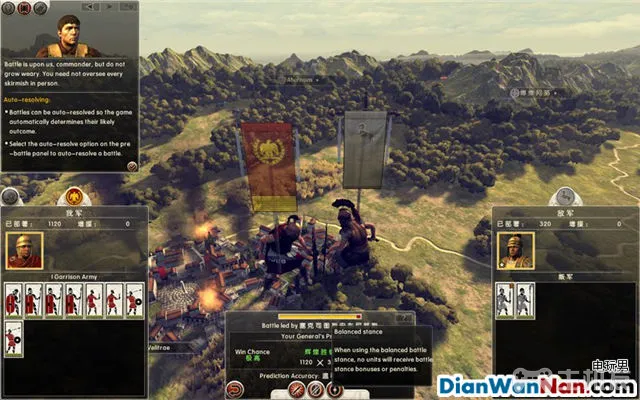 Battle is upon us, commander, but do not
grow weary. You need not oversee every
skirmish in person.
Auto-resolving:
Battles can be auto-resolved so the game
automatically determines their likely
outcome.
Select the auto-resolve option on the pre
-battle panel to auto-resolve a battle.
我军
已部署: 1120 增援: 0
I Garrison Army
敌军
已部署: 320 增援: 0
叛军
Velitrae
Battle led by
Your General's Pr
Win Chance
极高
1120
Prediction Accuracy:
Balanced stance
When using the balanced battle
stance, no units will receive battle
stance bonuses or penalties.
电玩男
DianWanNan.com